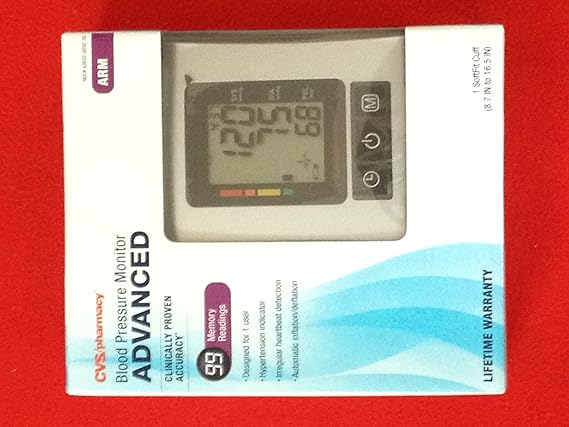 CVS/pharmacy
Blood Pressure Monitor
ADVANCED
CLINICALLY PROVEN
ACCURACY
ARM
99
Memory
Readings
· Designed for 1 user
· Hypertension indicator
· Irregular heartbeat detection
· Automatic inflation/deflation
SYS
120
DIA
75
PUL
68
M
1 SoftFit Cuff
(8.7 IN to 16.5 IN)
LIFETIME WARRANTY